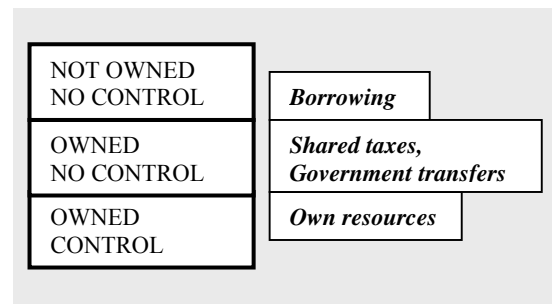 NOT OWNED
NO CONTROL
Borrowing
OWNED
NO CONTROL
Shared taxes,
Government transfers
OWNED
CONTROL
Own resources